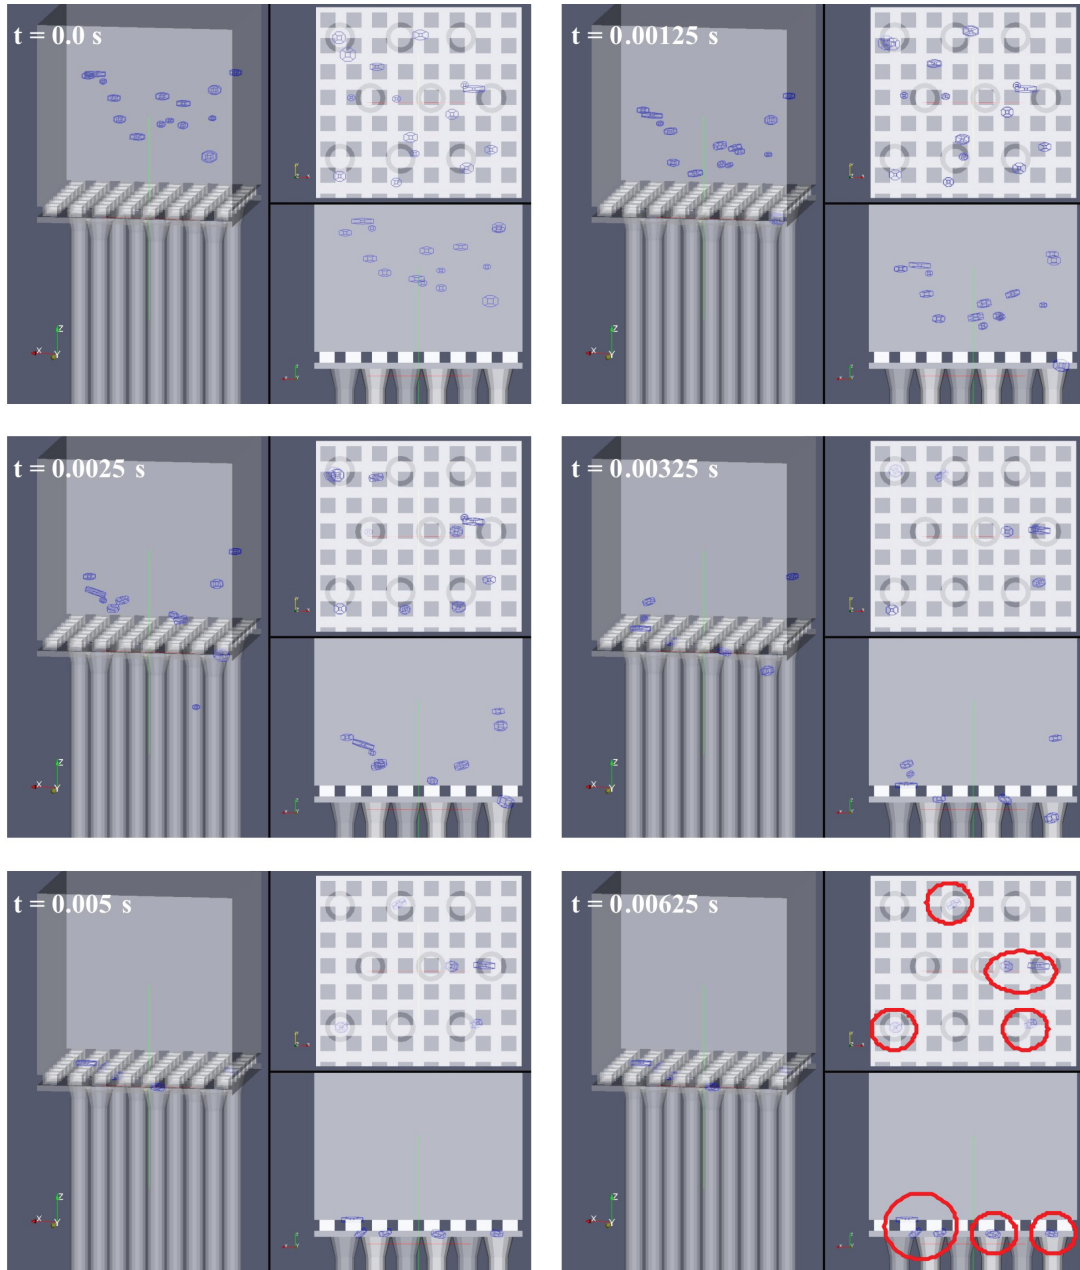 t = 0.0 s
t = 0.00125 s
Z
X
Y
Z
X
Y
t = 0.0025 s
t = 0.00325 s
Z
X
Y
Z
X
Y
t = 0.005 s
t = 0.00625 s
Z
X
Y
Z
X
Y